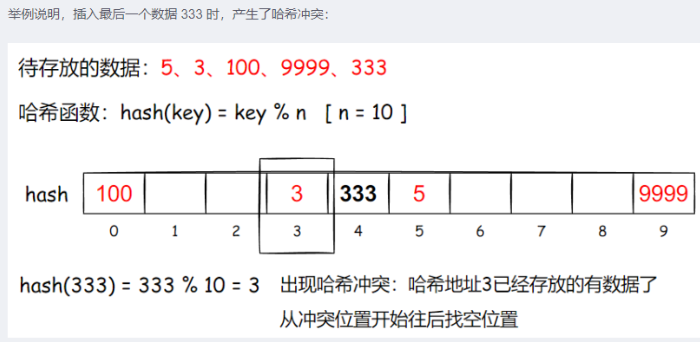 举例说明，插入最后一个数据 333 时，产生了哈希冲突：
待存放的数据：5、3、100、9999、333
哈希函数：hash(key) = key % n [ n = 10 ]
hash 100 3 333 5 9999
0 1 2 3 4 5 6 7 8 9
hash(333) = 333 % 10 = 3 出现哈希冲突：哈希地址3已经存放的有数据了
从冲突位置开始往后找空位置